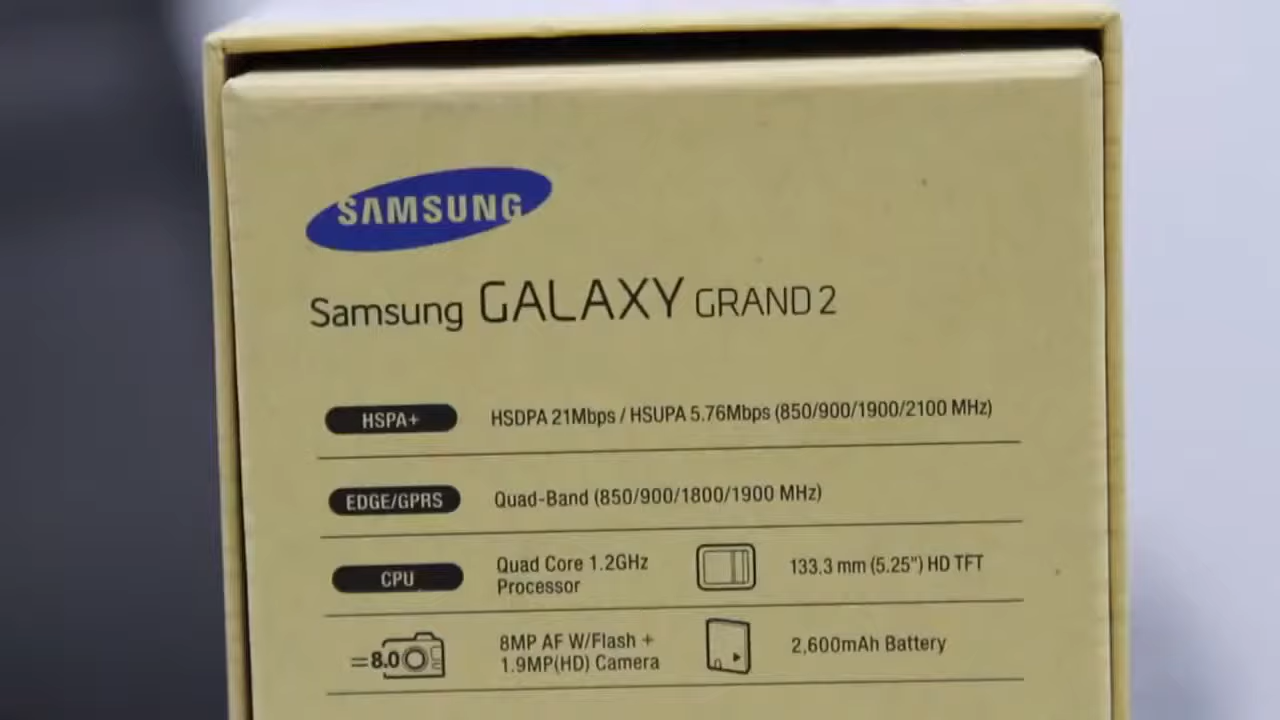 SAMSUNG
Samsung GALAXY GRAND 2
HSPA+ HSDPA 21Mbps / HSUPA 5.76Mbps (850/900/1900/2100 MHz)
EDGE/GPRS Quad-Band (850/900/1800/1900 MHz)
CPU
Quad Core 1.2GHz
Processor
133.3 mm (5.25") HD TFT
=8.0
8MP AF W/Flash +
1.9MP(HD) Camera
2,600mAh Battery